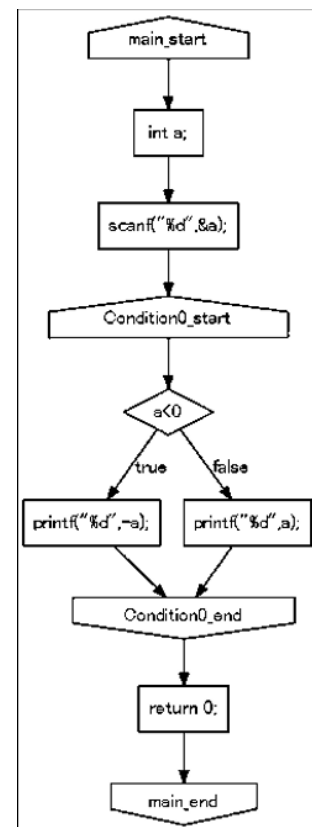 main_start
int a;
scanf("%d",&a);
Condition0_start
a<0
true
false
printf("%d",-a);
printf("%d",a);
Condition0_end
return 0;
main_end